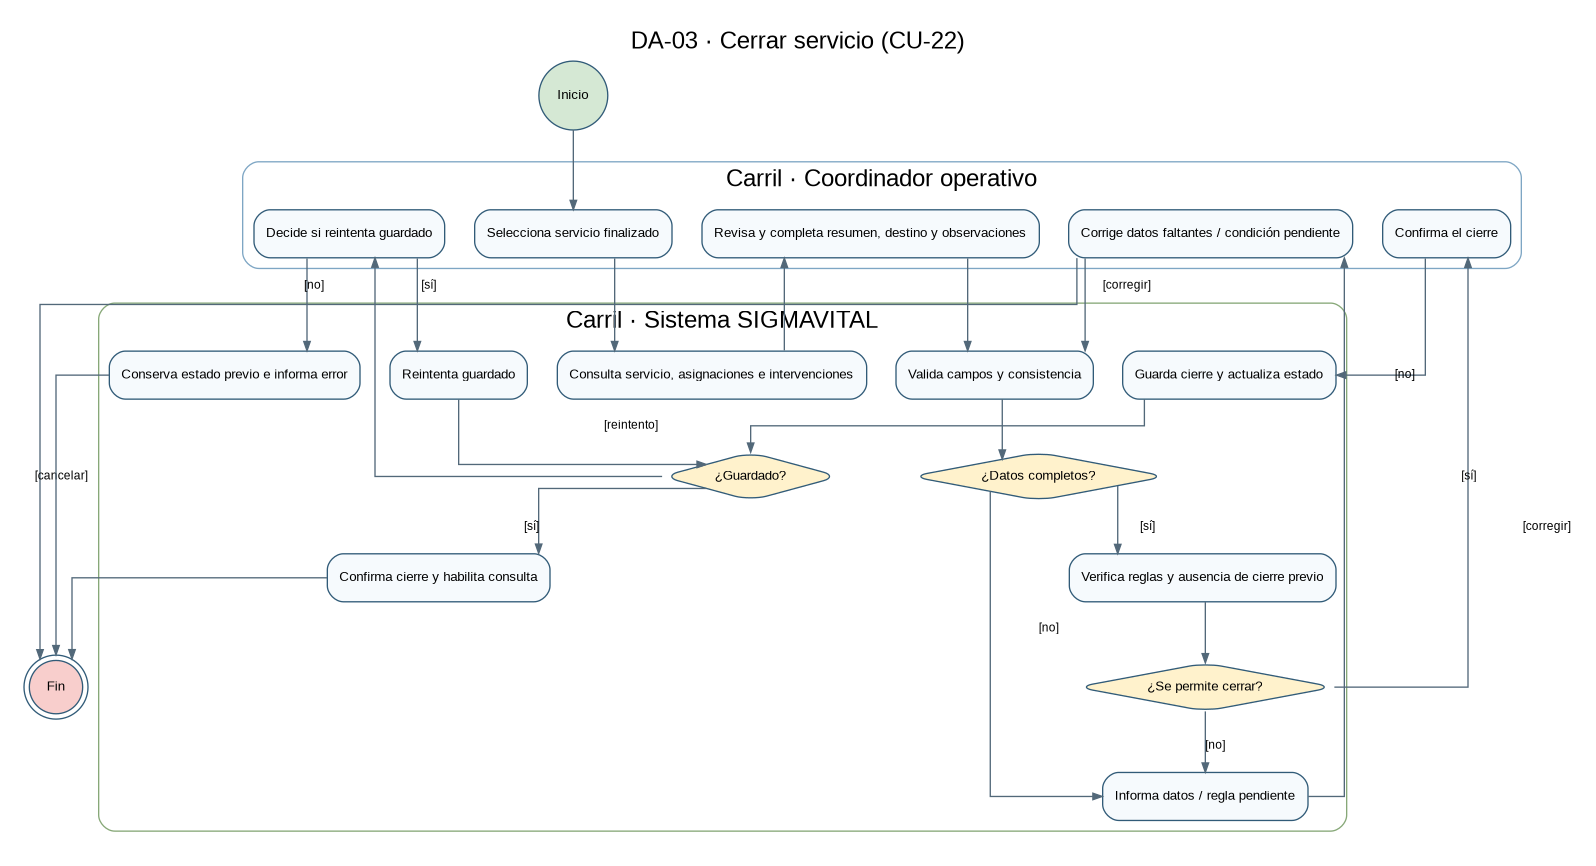 DA-03 · Cerrar servicio (CU-22)
Inicio
Carril · Coordinador operativo
Decide si reintenta guardado
Selecciona servicio finalizado
Revisa y completa resumen, destino y observaciones
Corrige datos faltantes / condición pendiente
Confirma el cierre
[no]
[sí]
[corregir]
Carril · Sistema SIGMAVITAL
Conserva estado previo e informa error
Reintenta guardado
Consulta servicio, asignaciones e intervenciones
Valida campos y consistencia
Guarda cierre y actualiza estado
[no]
[reintento]
[cancelar]
¿Guardado?
¿Datos completos?
[sí]
[sí]
[sí]
[corregir]
Confirma cierre y habilita consulta
Verifica reglas y ausencia de cierre previo
[no]
Fin
¿Se permite cerrar?
[no]
Informa datos / regla pendiente